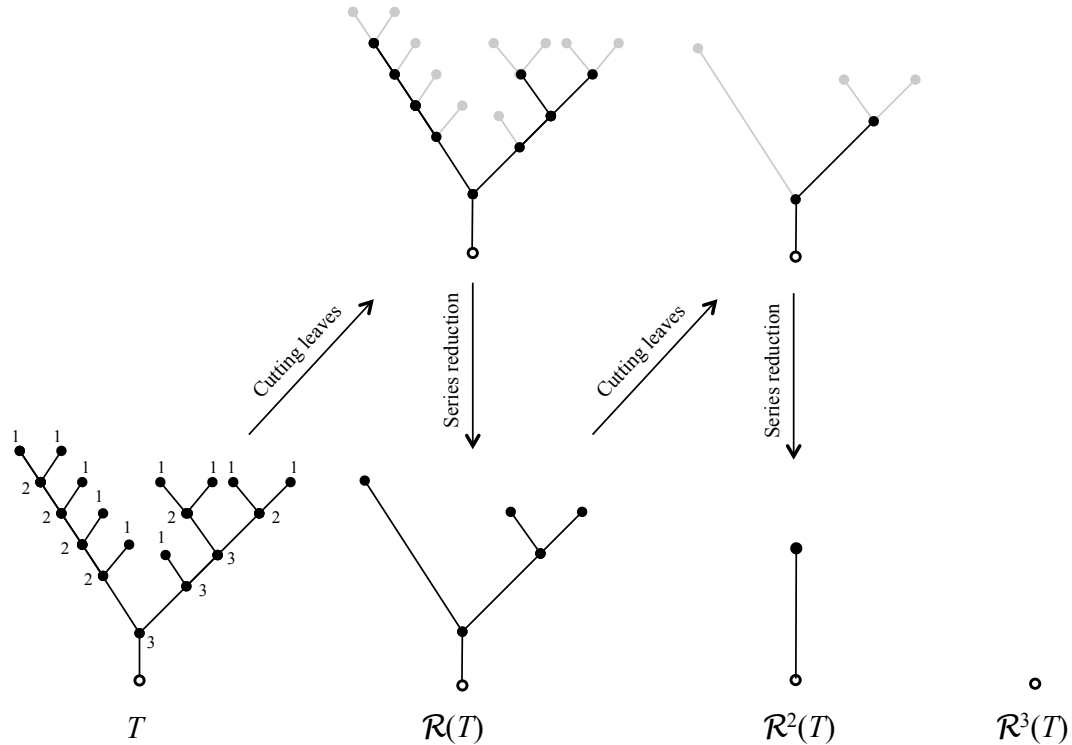 Cutting leaves
Series reduction
Cutting leaves
Series reduction
1 1
2 1 1 1 1 1
2 1 2 2
2 1 1 3
2 3
3
T R(T) R²(T) R³(T)